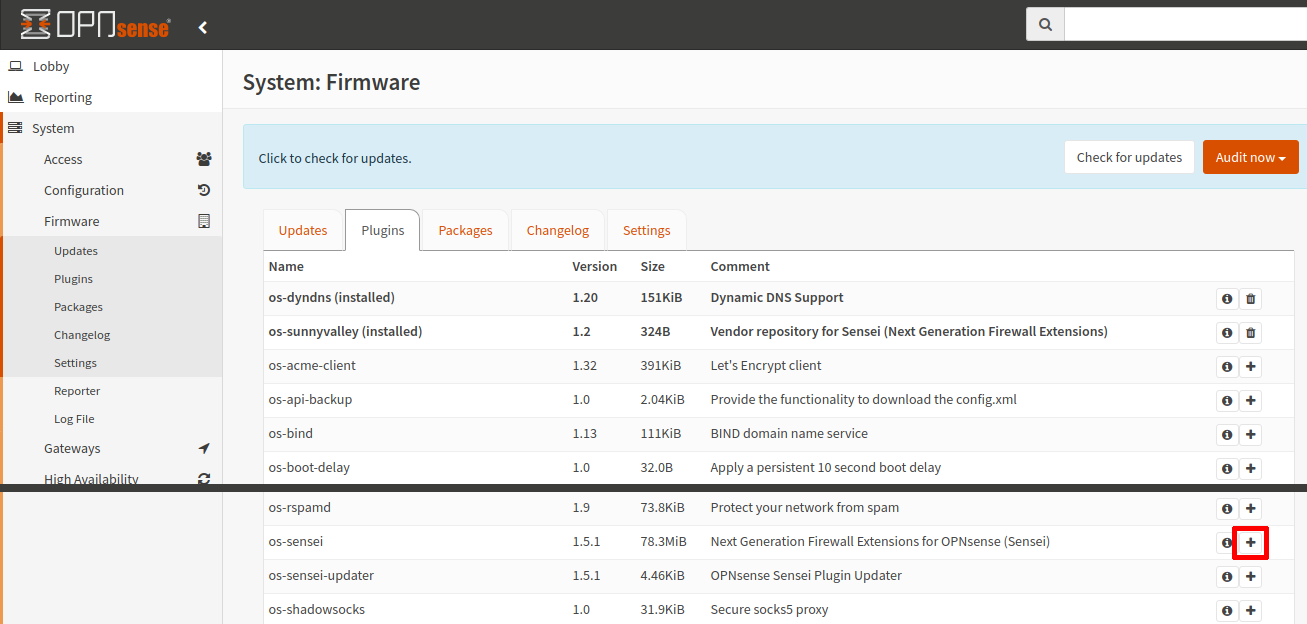 OPNsense®
Lobby
Reporting
System
Access
Configuration
Firmware
Updates
Plugins
Packages
Changelog
Settings
Reporter
Log File
Gateways
High Availability
System: Firmware
Click to check for updates.
Check for updates
Audit now
Updates Plugins Packages Changelog Settings
Name Version Size Comment
os-dyndns (installed) 1.20 151KiB Dynamic DNS Support
os-sunnyvalley (installed) 1.2 324B Vendor repository for Sensei (Next Generation Firewall Extensions)
os-acme-client 1.32 391KiB Let's Encrypt client
os-api-backup 1.0 2.04KiB Provide the functionality to download the config.xml
os-bind 1.13 111KiB BIND domain name service
os-boot-delay 1.0 32.0B Apply a persistent 10 second boot delay
os-rspamd 1.9 73.8KiB Protect your network from spam
os-sensei 1.5.1 78.3MiB Next Generation Firewall Extensions for OPNsense (Sensei)
os-sensei-updater 1.5.1 4.46KiB OPNsense Sensei Plugin Updater
os-shadowsocks 1.0 31.9KiB Secure socks5 proxy